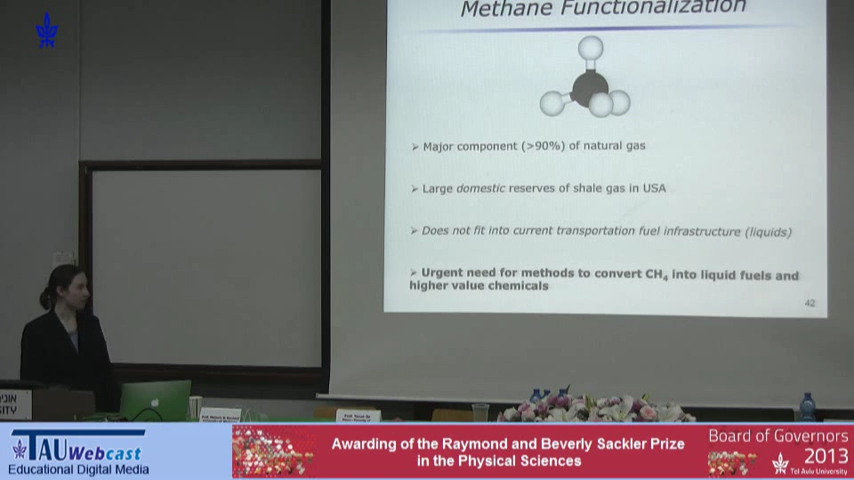 Methane Functionalization
➢ Major component (>90%) of natural gas
➢ Large domestic reserves of shale gas in USA
➢ Does not fit into current transportation fuel infrastructure (liquids)
➢ Urgent need for methods to convert CH₄ into liquid fuels and
higher value chemicals
42
SITY
TAU Webcast
Educational Digital Media
Awarding of the Raymond and Beverly Sackler Prize
in the Physical Sciences
Board of Governors
2013
Tel Aviv University